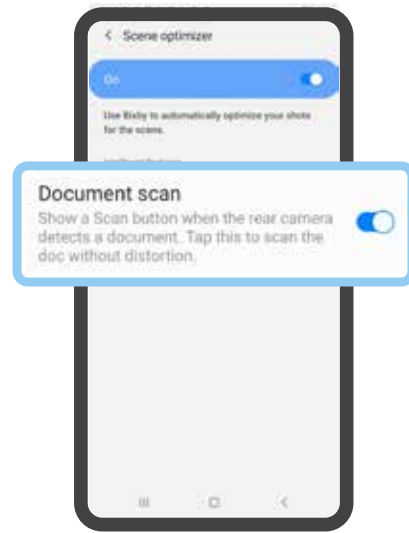 Scene optimizer
On
Use Bixby to automatically optimize your shots
for the scene.
Document scan
Show a Scan button when the rear camera
detects a document. Tap this to scan the
doc without distortion.